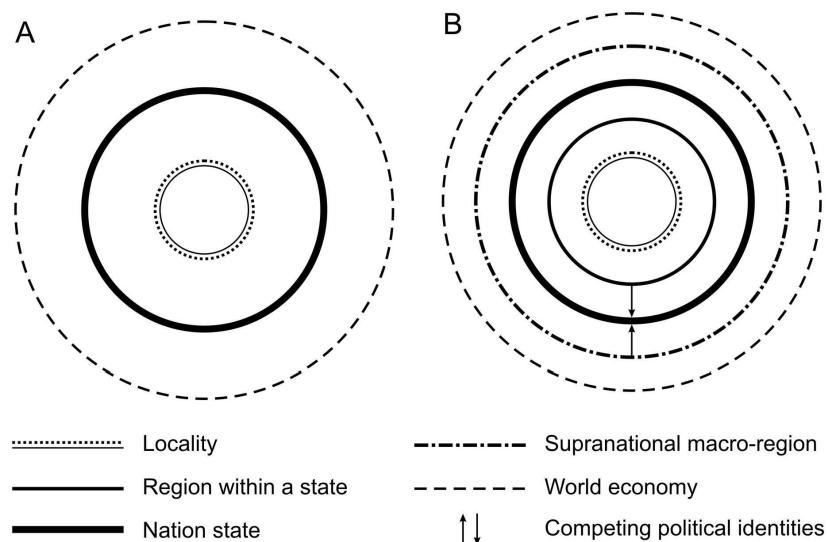 A
B
Locality
Region within a state
Nation state
Supranational macro-region
World economy
Competing political identities